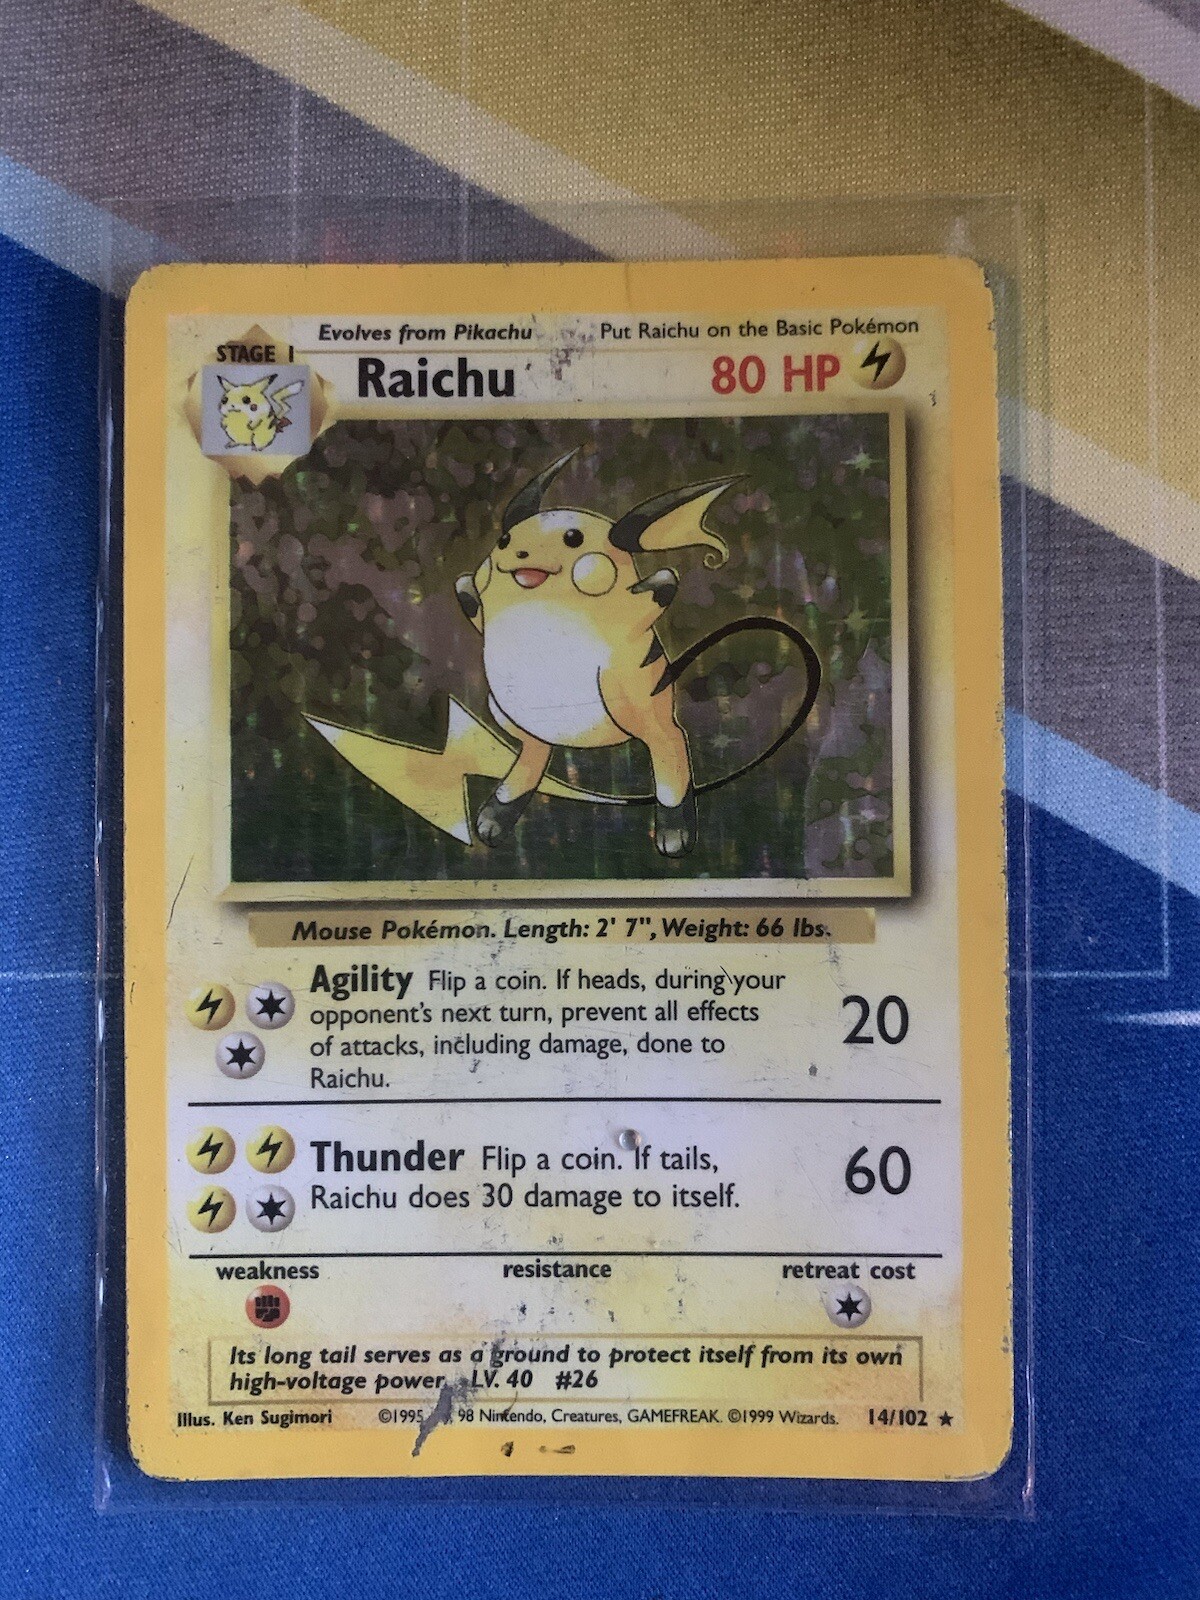 Evolves from Pikachu Put Raichu on the Basic Pokémon
STAGE 1
Raichu 80 HP
Mouse Pokémon. Length: 2' 7", Weight: 66 lbs.
Agility Flip a coin. If heads, during your
opponent's next turn, prevent all effects
of attacks, including damage, done to
Raichu.
20
Thunder Flip a coin. If tails,
Raichu does 30 damage to itself.
60
weakness resistance retreat cost
Its long tail serves as a ground to protect itself from its own
high-voltage power. LV. 40 #26
Illus. Ken Sugimori ©1995, 98 Nintendo, Creatures, GAMEFREAK. ©1999 Wizards. 14/102 ★